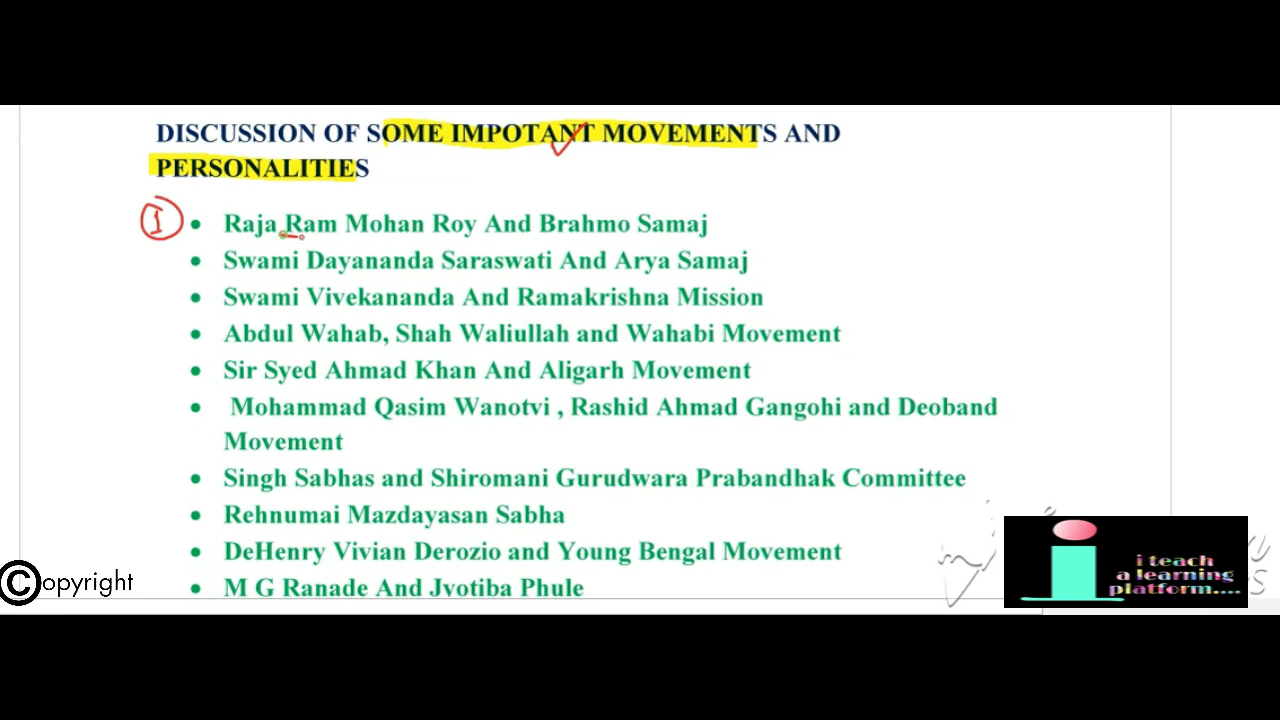 DISCUSSION OF SOME IMPOTANT MOVEMENTS AND
PERSONALITIES
I
• Raja Ram Mohan Roy And Brahmo Samaj
• Swami Dayananda Saraswati And Arya Samaj
• Swami Vivekananda And Ramakrishna Mission
• Abdul Wahab, Shah Waliullah and Wahabi Movement
• Sir Syed Ahmad Khan And Aligarh Movement
• Mohammad Qasim Wanotvi , Rashid Ahmad Gangohi and Deoband
Movement
• Singh Sabhas and Shiromani Gurudwara Prabandhak Committee
• Rehnumai Mazdayasan Sabha
• DeHenry Vivian Derozio and Young Bengal Movement
• M G Ranade And Jyotiba Phule
©opyright
i teach
a learning
platform....